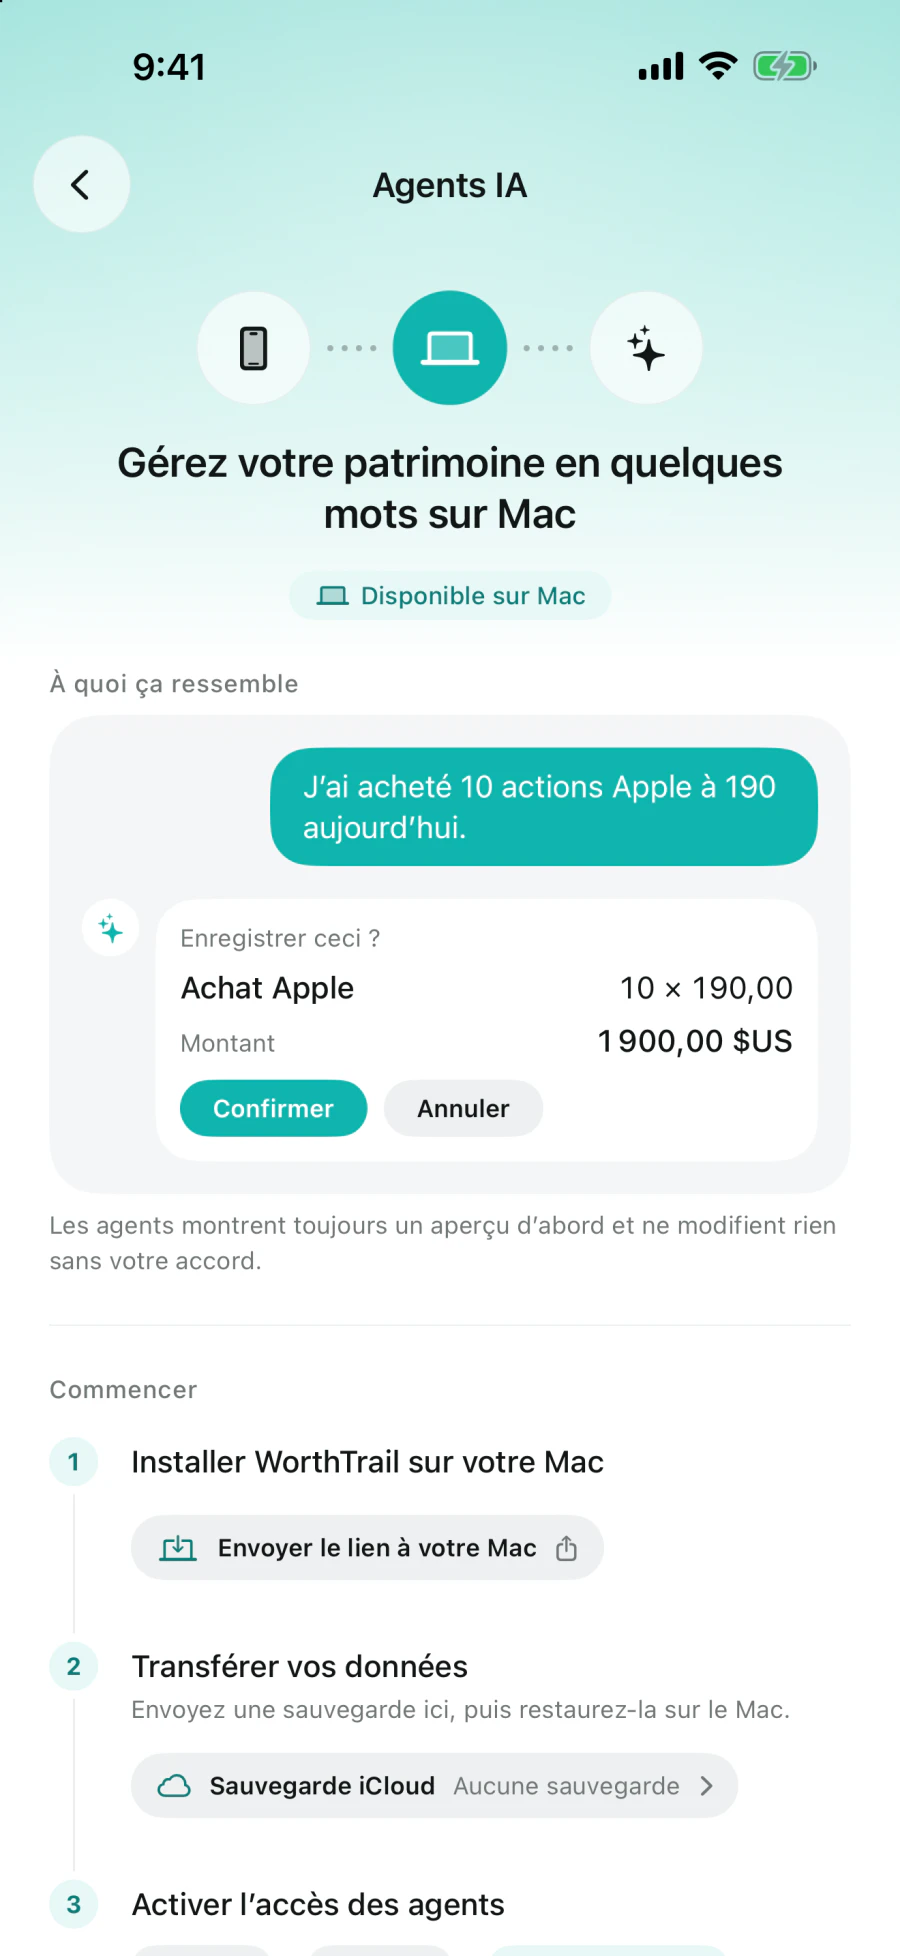 9:41
Agents IA
Gérez votre patrimoine en quelques
mots sur Mac
Disponible sur Mac
À quoi ça ressemble
J’ai acheté 10 actions Apple à 190
aujourd’hui.
Enregistrer ceci ?
Achat Apple 10 × 190,00
Montant 1 900,00 $US
Confirmer Annuler
Les agents montrent toujours un aperçu d’abord et ne modifient rien
sans votre accord.
Commencer
1 Installer WorthTrail sur votre Mac
Envoyer le lien à votre Mac
2 Transférer vos données
Envoyez une sauvegarde ici, puis restaurez-la sur le Mac.
Sauvegarde iCloud Aucune sauvegarde
3 Activer l’accès des agents